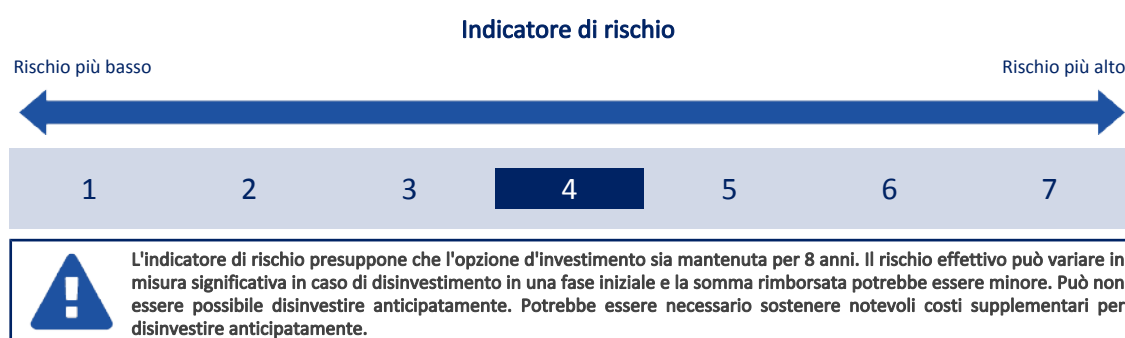 Indicatore di rischio
Rischio più basso
Rischio più alto
1 2 3 4 5 6 7
L'indicatore di rischio presuppone che l'opzione d'investimento sia mantenuta per 8 anni. Il rischio effettivo può variare in
misura significativa in caso di disinvestimento in una fase iniziale e la somma rimborsata potrebbe essere minore. Può non
essere possibile disinvestire anticipatamente. Potrebbe essere necessario sostenere notevoli costi supplementari per
disinvestire anticipatamente.